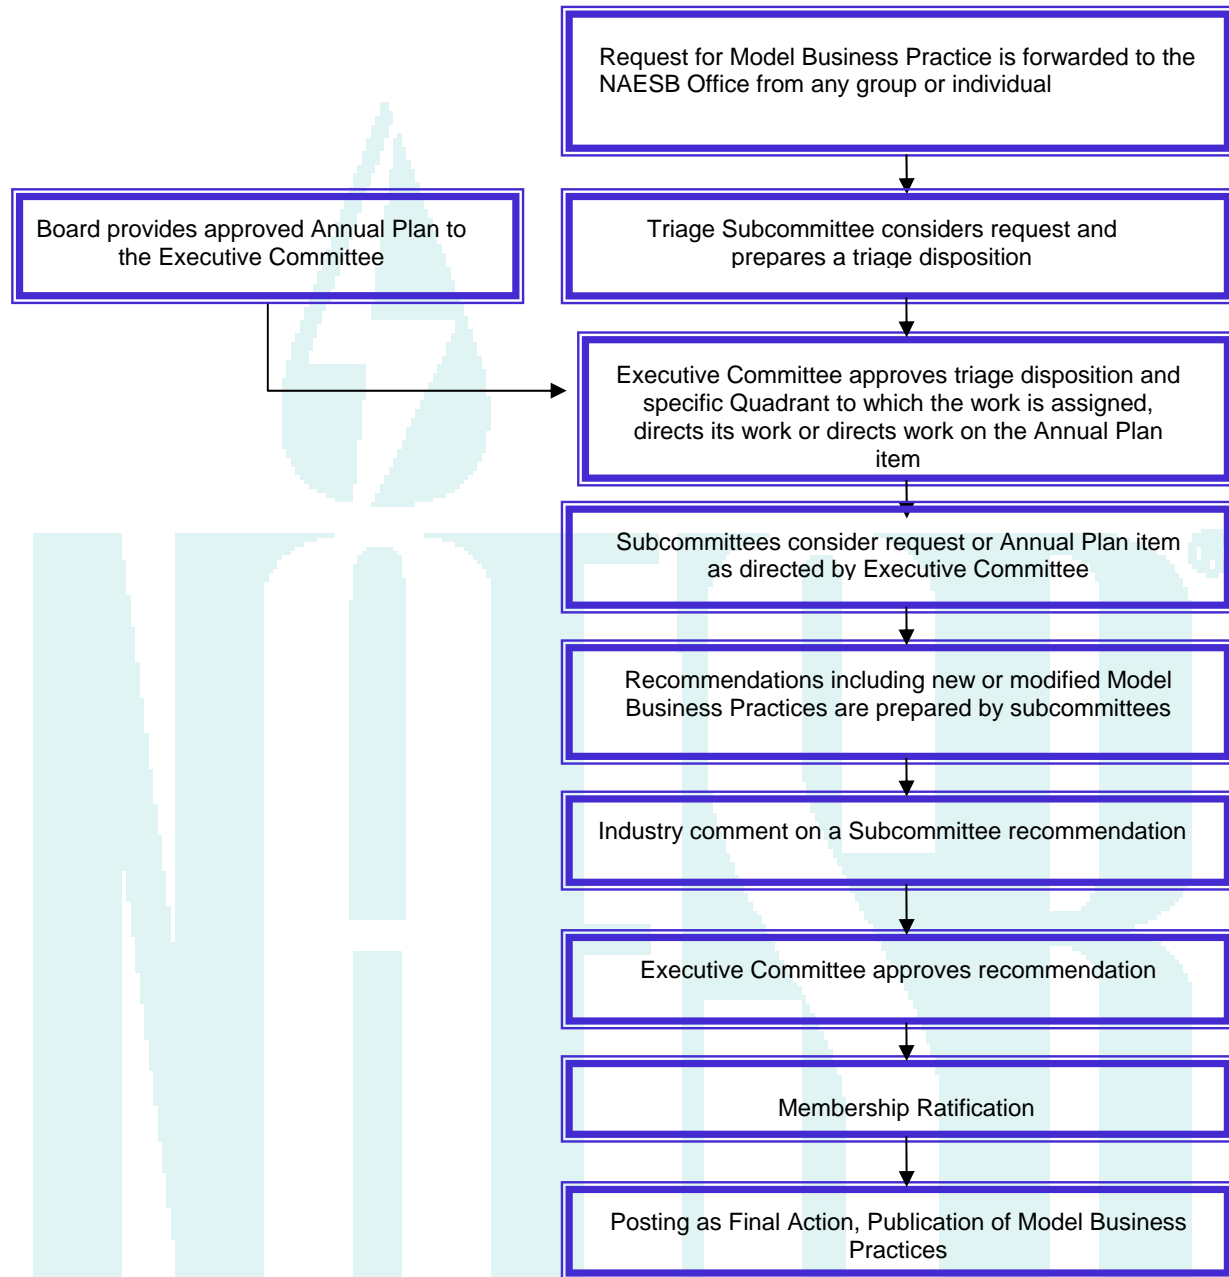 Request for Model Business Practice is forwarded to the
NAESB Office from any group or individual
Board provides approved Annual Plan to
the Executive Committee
Triage Subcommittee considers request and
prepares a triage disposition
Executive Committee approves triage disposition and
specific Quadrant to which the work is assigned,
directs its work or directs work on the Annual Plan
item
Subcommittees consider request or Annual Plan item
as directed by Executive Committee
Recommendations including new or modified Model
Business Practices are prepared by subcommittees
Industry comment on a Subcommittee recommendation
Executive Committee approves recommendation
Membership Ratification
Posting as Final Action, Publication of Model Business
Practices
NAESB